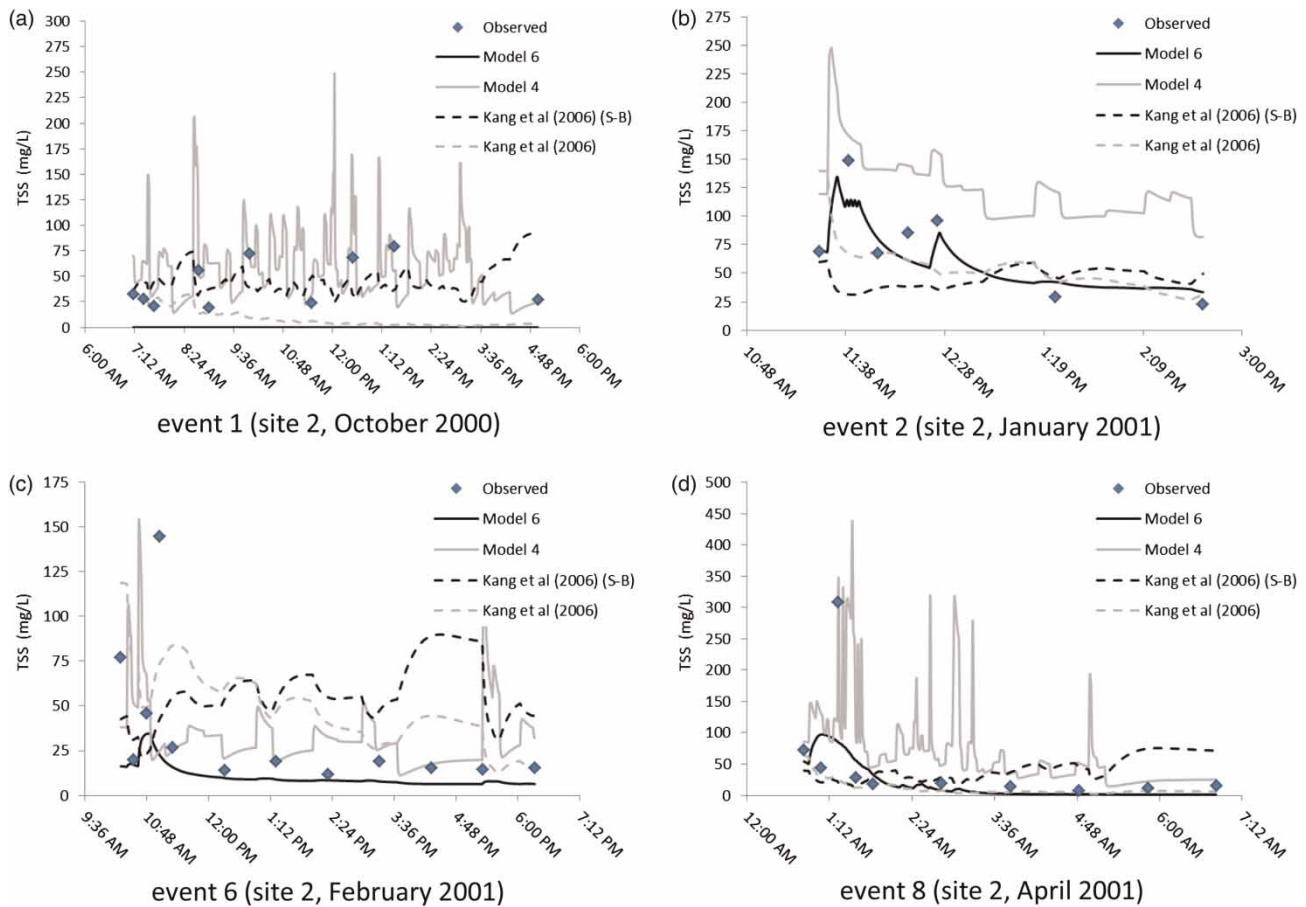 (a)
300
275
250
225
200
175
150
125
100
75
50
25
0
TSS (mg/L)
Observed
Model 6
Model 4
Kang et al (2006) (S-B)
Kang et al (2006)
6:00 AM
7:12 AM
8:24 AM
9:36 AM
10:48 AM
12:00 PM
1:12 PM
2:24 PM
3:36 PM
4:48 PM
6:00 PM
event 1 (site 2, October 2000)
(b)
275
250
225
200
175
150
125
100
75
50
25
0
TSS (mg/L)
Observed
Model 6
Model 4
Kang et al (2006) (S-B)
Kang et al (2006)
10:48 AM
11:38 AM
12:28 PM
1:19 PM
2:09 PM
3:00 PM
event 2 (site 2, January 2001)
(c)
175
150
125
100
75
50
25
0
TSS (mg/L)
Observed
Model 6
Model 4
Kang et al (2006) (S-B)
Kang et al (2006)
9:36 AM
10:48 AM
12:00 PM
1:12 PM
2:24 PM
3:36 PM
4:48 PM
6:00 PM
7:12 PM
event 6 (site 2, February 2001)
(d)
500
450
400
350
300
250
200
150
100
50
0
TSS (mg/L)
Observed
Model 6
Model 4
Kang et al (2006) (S-B)
Kang et al (2006)
12:00 AM
1:12 AM
2:24 AM
3:36 AM
4:48 AM
6:00 AM
7:12 AM
event 8 (site 2, April 2001)